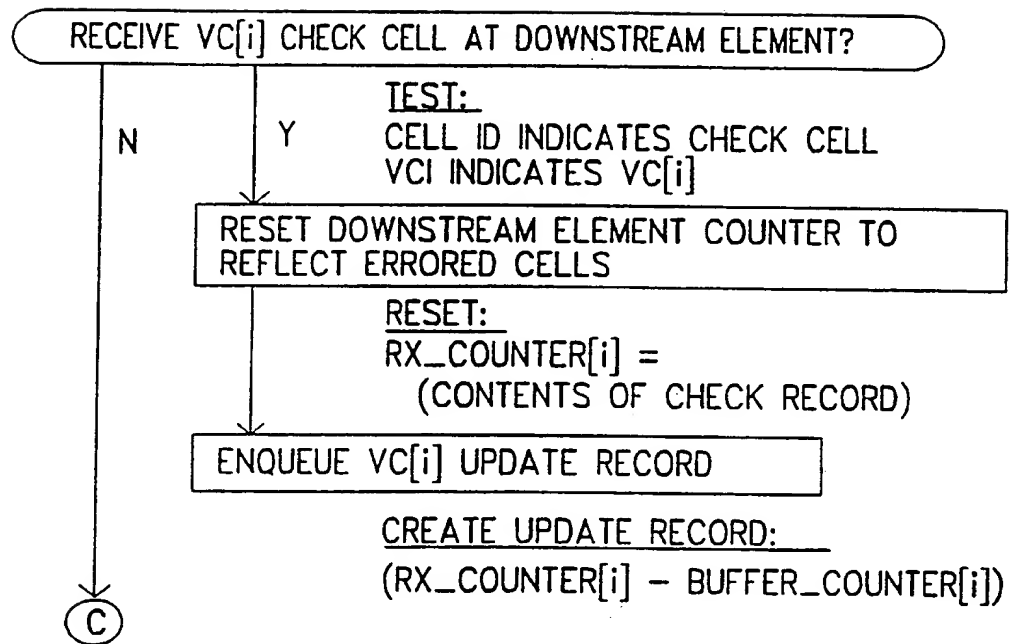 RECEIVE VC[i] CHECK CELL AT DOWNSTREAM ELEMENT?
N
Y
TEST:
CELL ID INDICATES CHECK CELL
VCI INDICATES VC[i]
RESET DOWNSTREAM ELEMENT COUNTER TO
REFLECT ERRORED CELLS
RESET:
RX_COUNTER[i] =
(CONTENTS OF CHECK RECORD)
ENQUEUE VC[i] UPDATE RECORD
CREATE UPDATE RECORD:
(RX_COUNTER[i] – BUFFER_COUNTER[i])
C